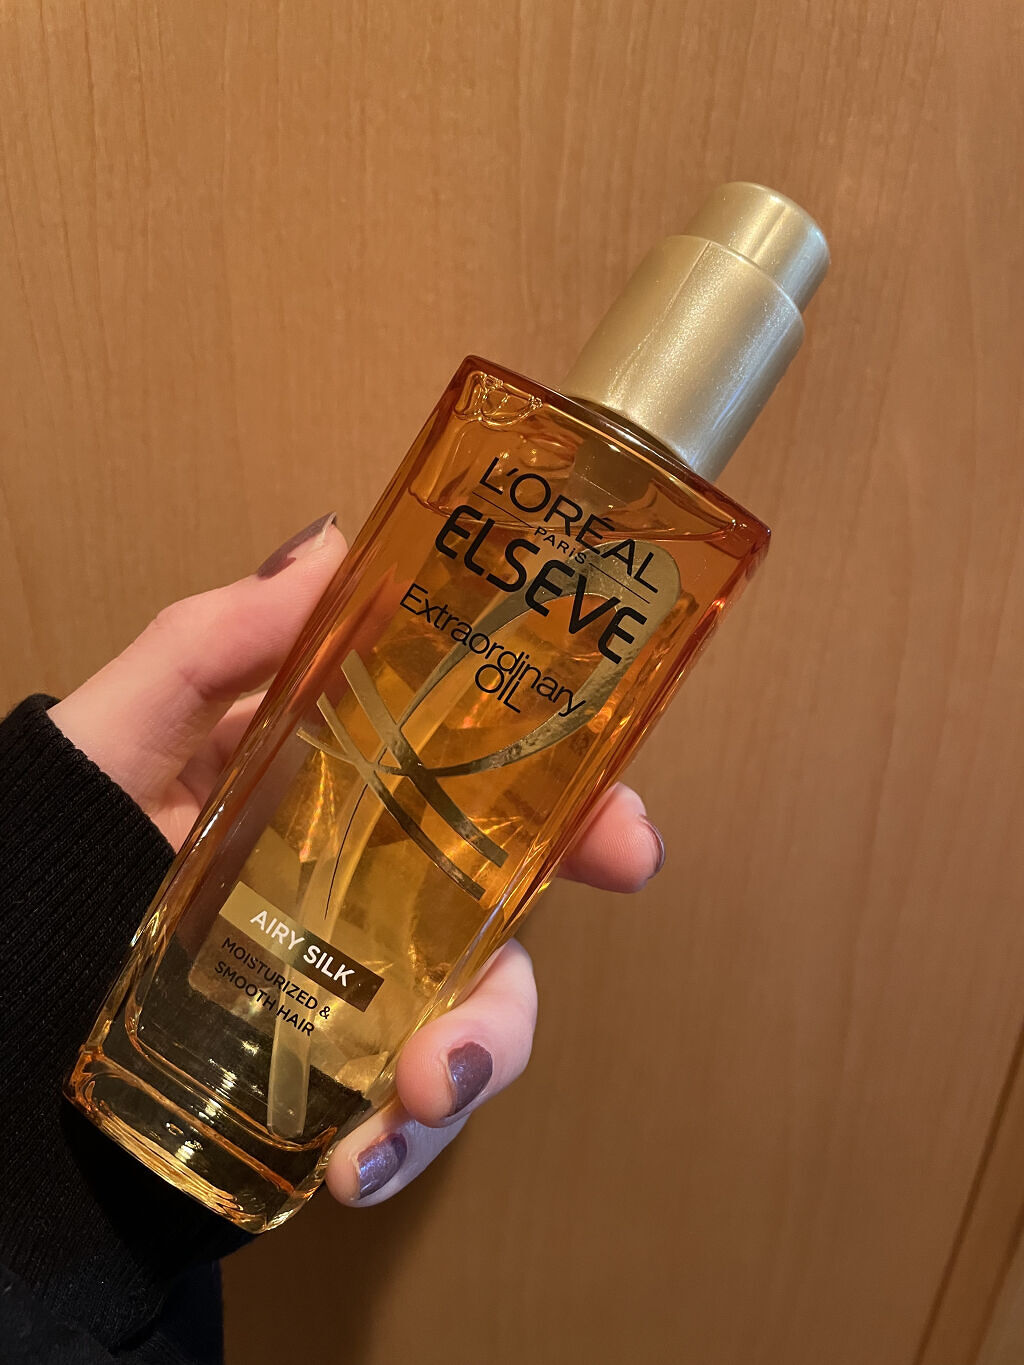 L'ORÉAL
PARIS
ELSEVE
Extraordinary
OIL
AIRY SILK
MOISTURIZED &
SMOOTH HAIR